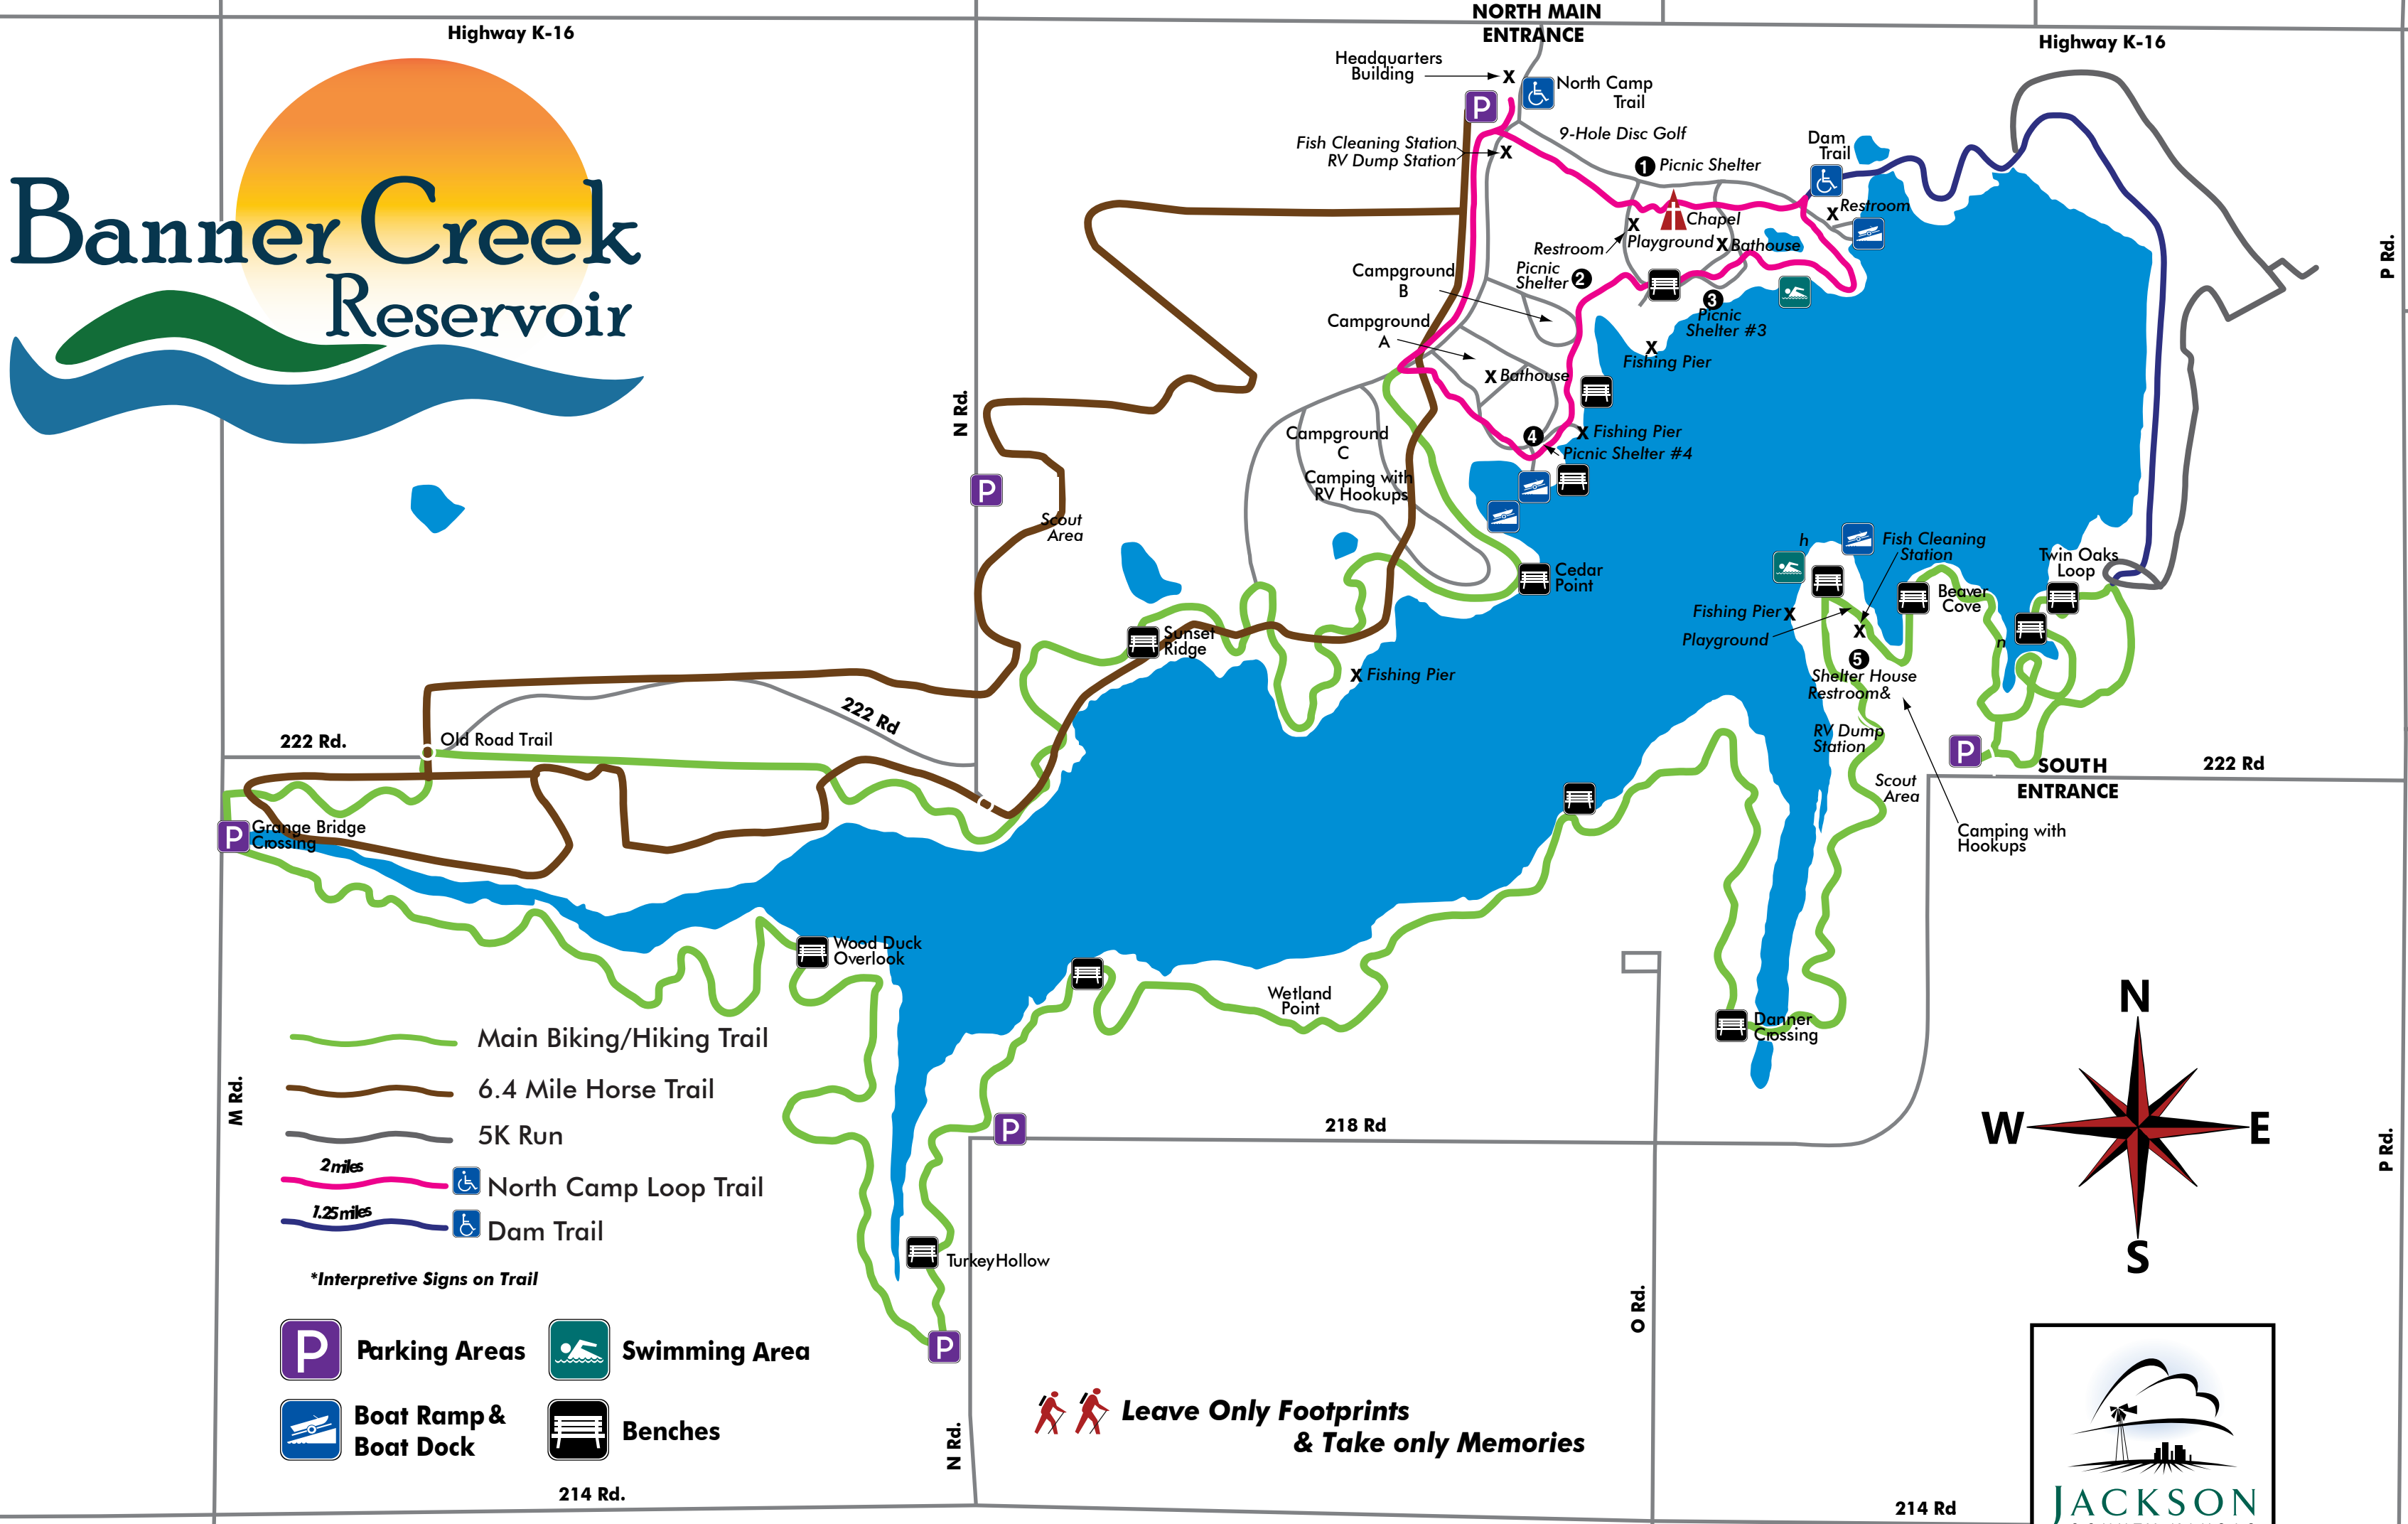 NORTH MAIN
ENTRANCE
Highway K-16
Highway K-16
Headquarters
Building
X
North Camp
Trail
P
9-Hole Disc Golf
Fish Cleaning Station
RV Dump Station
X
1 Picnic Shelter
Dam
Trail
Banner Creek
Reservoir
Restroom
X
Chapel
X
Restroom
Playground
X Bathouse
P Rd.
Campground
B
Picnic
Shelter 2
3
Picnic
Shelter #3
Campground
A
X
Fishing Pier
X Bathouse
N Rd.
Campground
C
4
X Fishing Pier
Picnic Shelter #4
Camping with
RV Hookups
P
Scout
Area
h
Fish Cleaning
Station
Twin Oaks
Loop
Cedar
Point
Beaver
Cove
Fishing Pier X
Playground
X
n
Sunset
Ridge
5
Shelter House
Restroom&
X Fishing Pier
222 Rd
RV Dump
Station
222 Rd.
Old Road Trail
P
SOUTH
ENTRANCE
222 Rd
Scout
Area
P
Grange Bridge
Crossing
Camping with
Hookups
Wood Duck
Overlook
Wetland
Point
Danner
Crossing
N
W
E
S
Main Biking/Hiking Trail
6.4 Mile Horse Trail
5K Run
2 miles
North Camp Loop Trail
1.25 miles
Dam Trail
*Interpretive Signs on Trail
M Rd.
P
218 Rd
P Rd.
TurkeyHollow
O Rd.
P
P Parking Areas
Swimming Area
Boat Ramp &
Boat Dock
Benches
Leave Only Footprints
& Take only Memories
N Rd.
214 Rd.
214 Rd
JACKSON